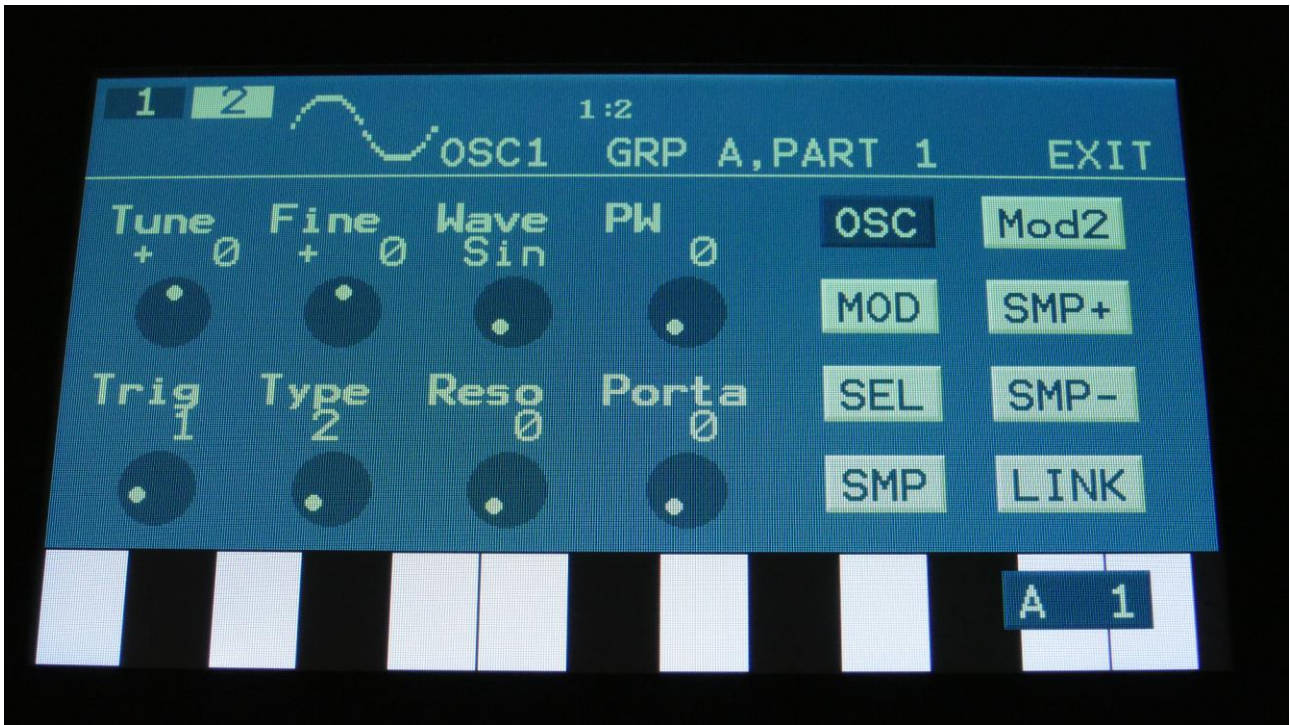 1 2 1:2
OSC1 GRP A,PART 1 EXIT
Tune Fine Wave PW
+ 0 + 0 Sin 0
OSC Mod2
MOD SMP+
Trig Type Reso Porta
1 2 0 0
SEL SMP-
SMP LINK
A 1